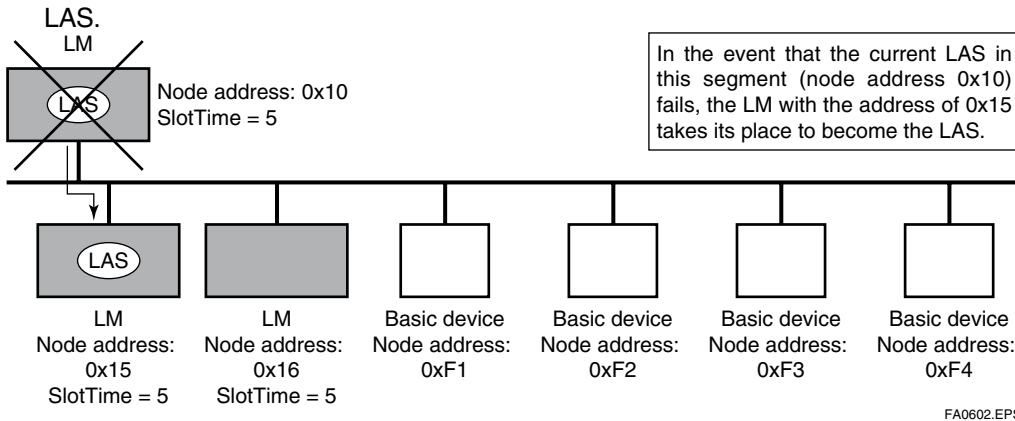 LAS.
LM
LAS
Node address: 0x10
SlotTime = 5
In the event that the current LAS in
this segment (node address 0x10)
fails, the LM with the address of 0x15
takes its place to become the LAS.
LAS
LM
Node address:
0x15
SlotTime = 5
LM
Node address:
0x16
SlotTime = 5
Basic device
Node address:
0xF1
Basic device
Node address:
0xF2
Basic device
Node address:
0xF3
Basic device
Node address:
0xF4
FA0602.EPS